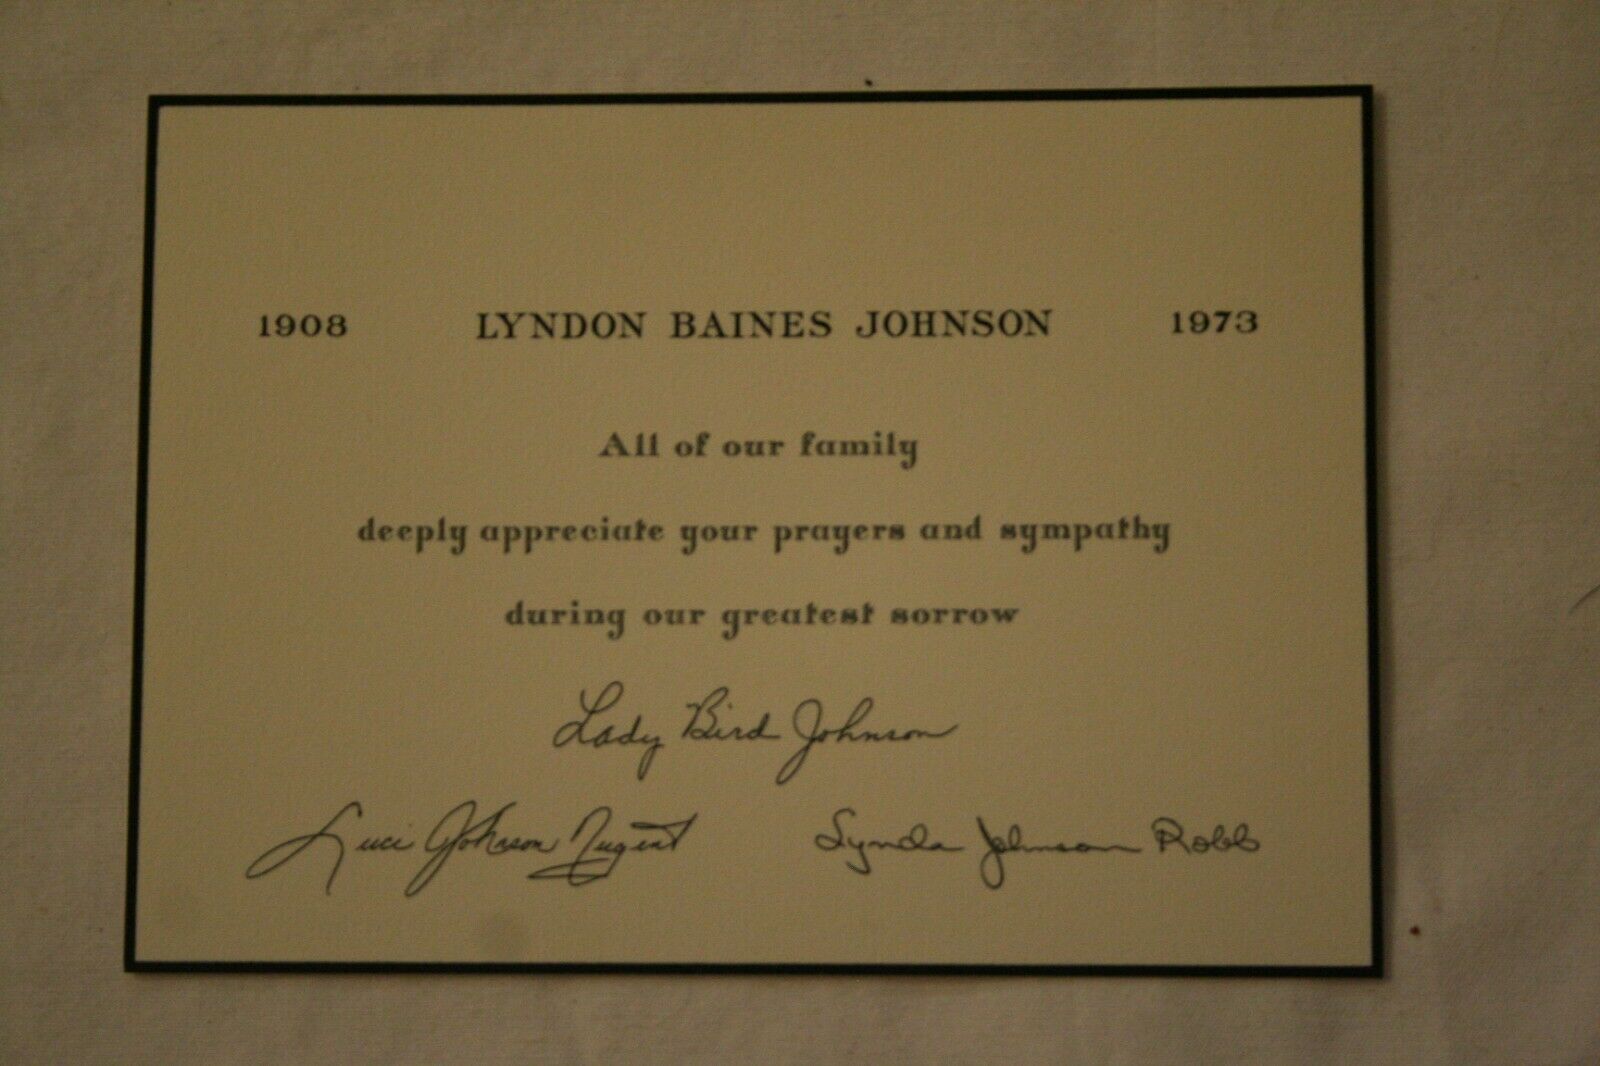 1908 LYNDON BAINES JOHNSON 1973
All of our family
deeply appreciate your prayers and sympathy
during our greatest sorrow
Lady Bird Johnson
Luci Johnson Nugent Lynda Johnson Robb